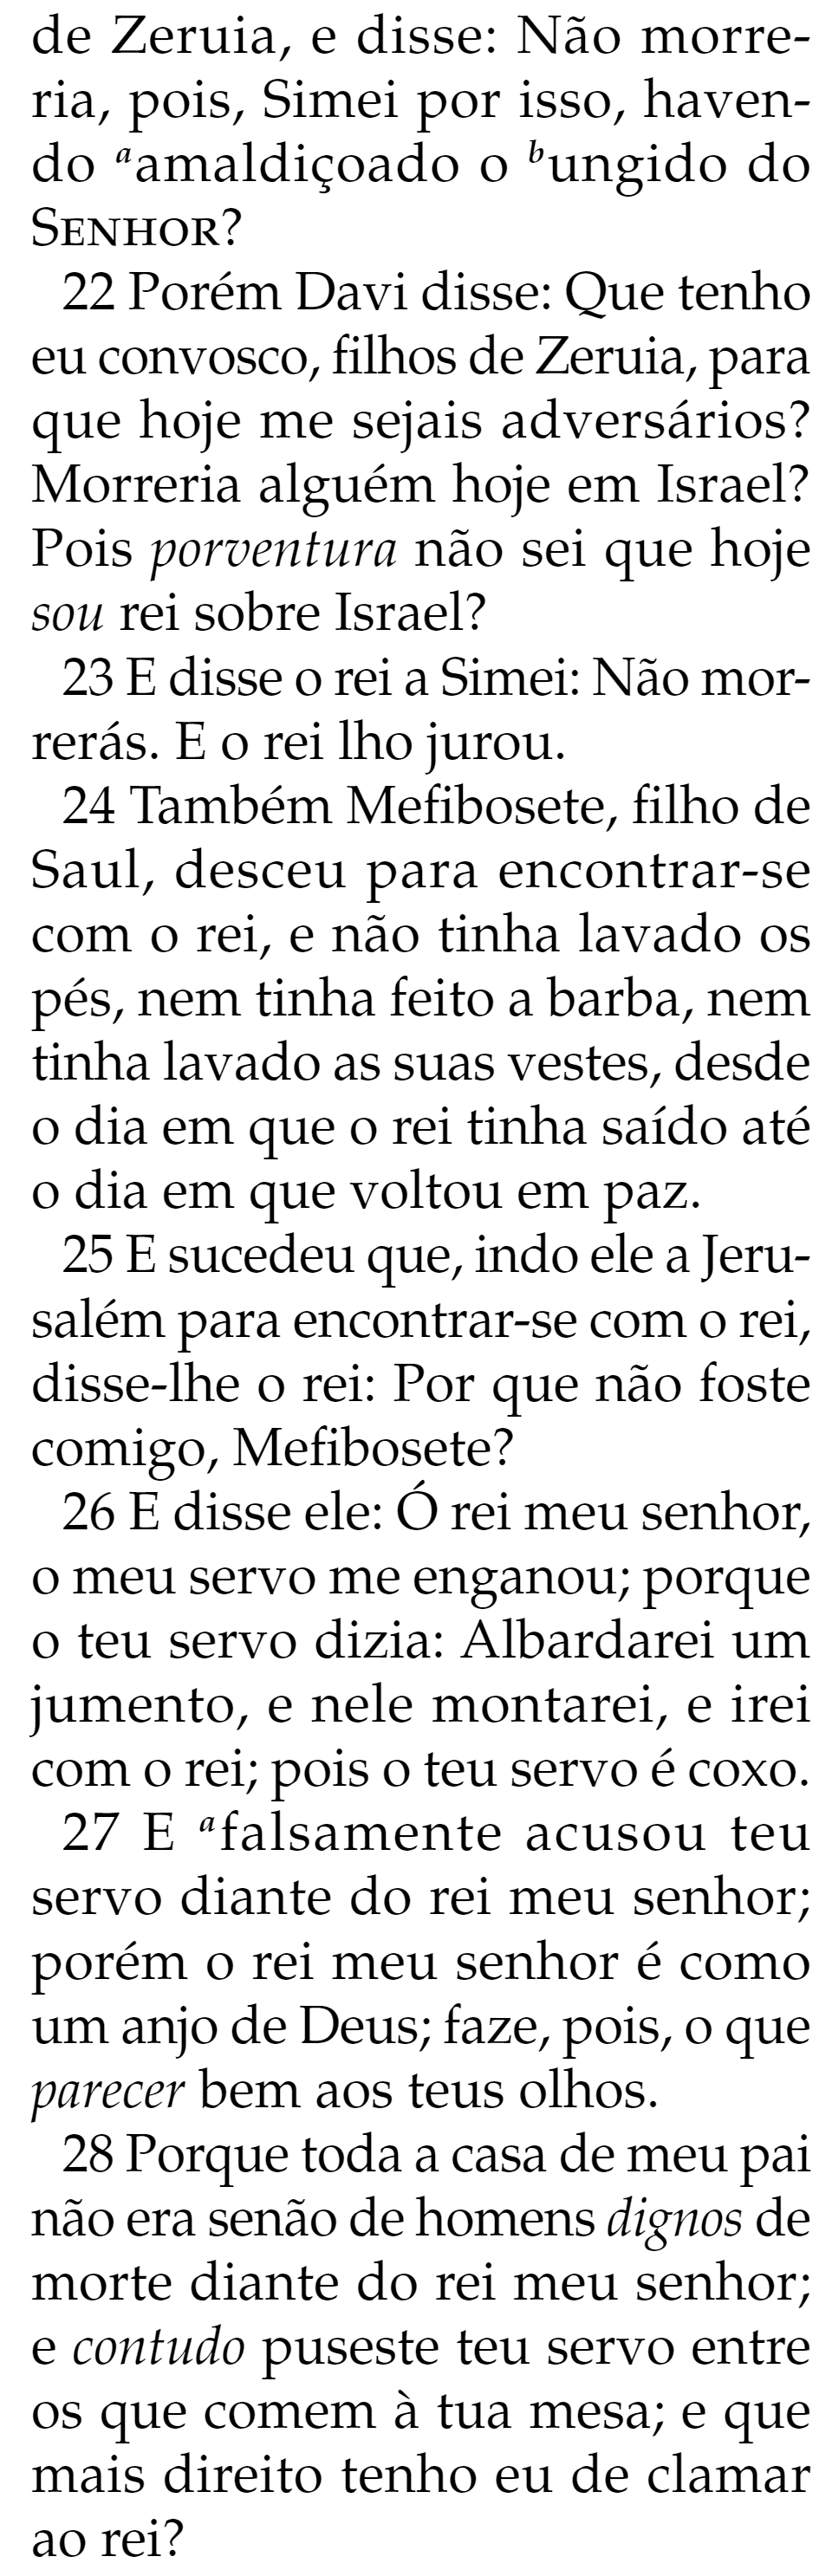 de Zeruia, e disse: Não morre-
ria, pois, Simei por isso, haven-
do ᵃamaldiçoado o ᵇungido do
SENHOR?
22 Porém Davi disse: Que tenho
eu convosco, filhos de Zeruia, para
que hoje me sejais adversários?
Morreria alguém hoje em Israel?
Pois porventura não sei que hoje
sou rei sobre Israel?
23 E disse o rei a Simei: Não mor-
rerás. E o rei lho jurou.
24 Também Mefibosete, filho de
Saul, desceu para encontrar-se
com o rei, e não tinha lavado os
pés, nem tinha feito a barba, nem
tinha lavado as suas vestes, desde
o dia em que o rei tinha saído até
o dia em que voltou em paz.
25 E sucedeu que, indo ele a Jeru-
salém para encontrar-se com o rei,
disse-lhe o rei: Por que não foste
comigo, Mefibosete?
26 E disse ele: Ó rei meu senhor,
o meu servo me enganou; porque
o teu servo dizia: Albardarei um
jumento, e nele montarei, e irei
com o rei; pois o teu servo é coxo.
27 E ᵃfalsamente acusou teu
servo diante do rei meu senhor;
porém o rei meu senhor é como
um anjo de Deus; faze, pois, o que
parecer bem aos teus olhos.
28 Porque toda a casa de meu pai
não era senão de homens dignos de
morte diante do rei meu senhor;
e contudo puseste teu servo entre
os que comem à tua mesa; e que
mais direito tenho eu de clamar
ao rei?